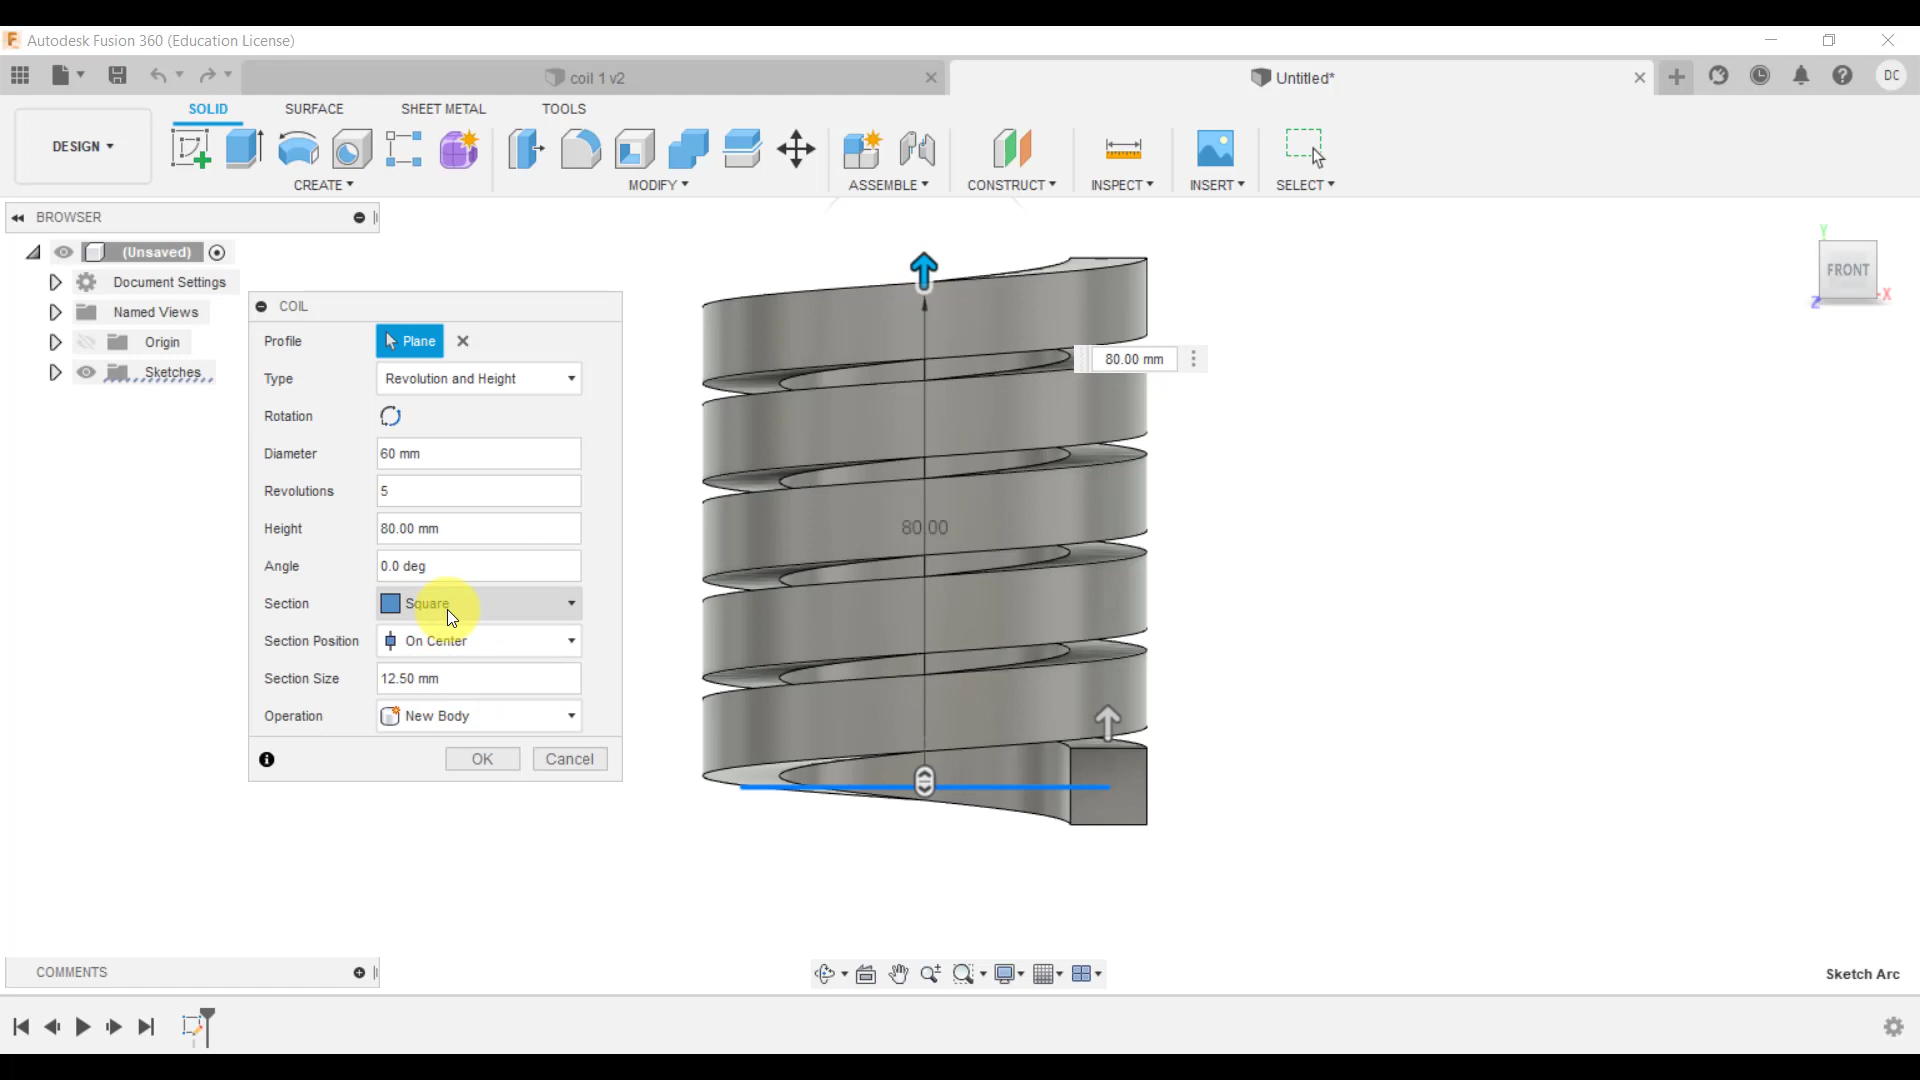 Autodesk Fusion 360 (Education License)
coil 1 v2
Untitled*
DC
DESIGN
SOLID
SURFACE
SHEET METAL
TOOLS
CREATE
MODIFY
ASSEMBLE
CONSTRUCT
INSPECT
INSERT
SELECT
BROWSER
(Unsaved)
Document Settings
Named Views
Origin
Sketches
COIL
Profile
Plane
Type
Revolution and Height
Rotation
Diameter
60 mm
Revolutions
5
Height
80.00 mm
Angle
0.0 deg
Section
Square
Section Position
On Center
Section Size
12.50 mm
Operation
New Body
OK
Cancel
80.00 mm
80.00
Y
FRONT
X
Z
COMMENTS
Sketch Arc